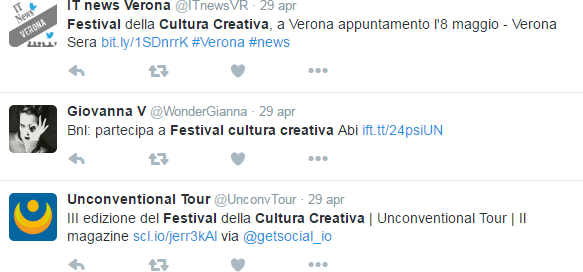 IT news Verona @ITnewsVR · 29 apr
Festival della Cultura Creativa, a Verona appuntamento l'8 maggio - Verona
Sera bit.ly/1SDnrrK #Verona #news
IT
News
VERONA
Giovanna V @WonderGianna · 29 apr
Bnl: partecipa a Festival cultura creativa Abi ift.tt/24psiUN
Unconventional Tour @UnconvTour · 29 apr
III edizione del Festival della Cultura Creativa | Unconventional Tour | Il
magazine scl.io/jerr3kAl via @getsocial_io